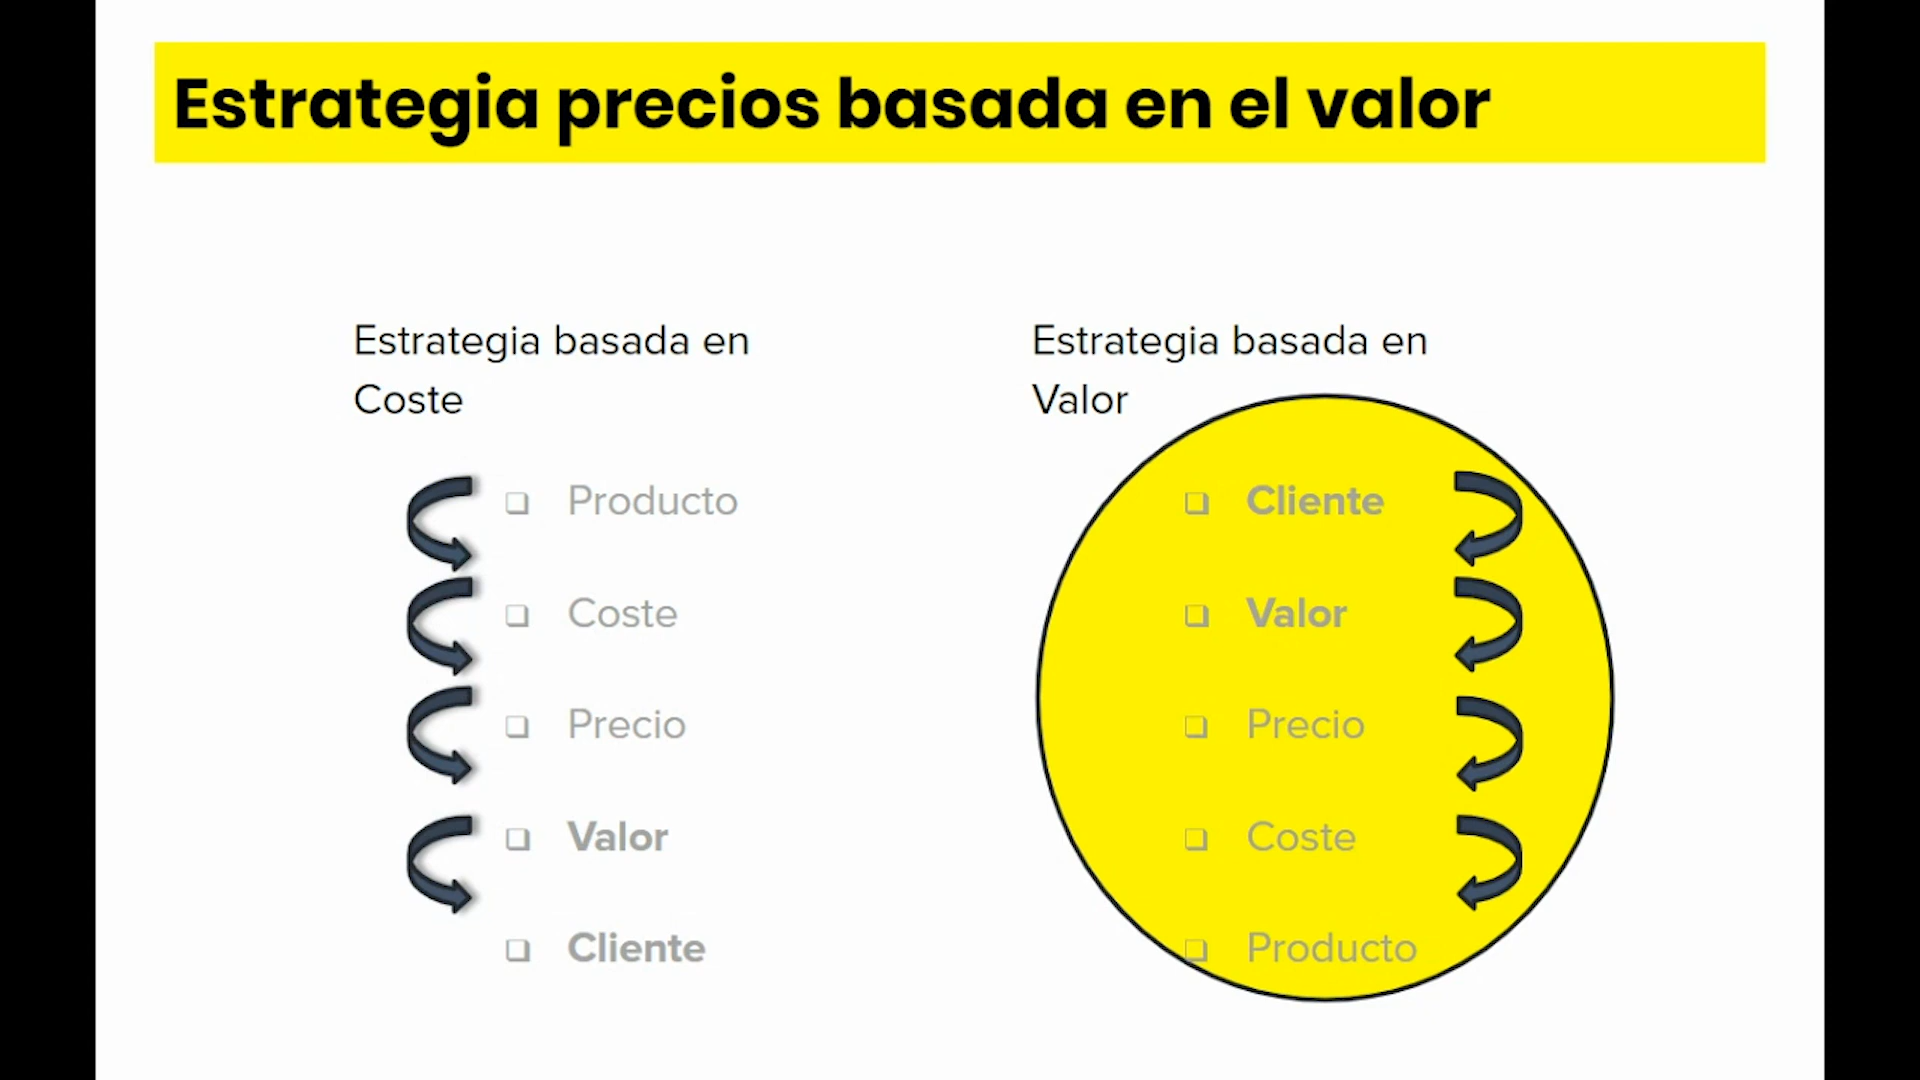 Estrategia precios basada en el valor
Estrategia basada en
Coste
Producto
Coste
Precio
Valor
Cliente
Estrategia basada en
Valor
Cliente
Valor
Precio
Coste
Producto